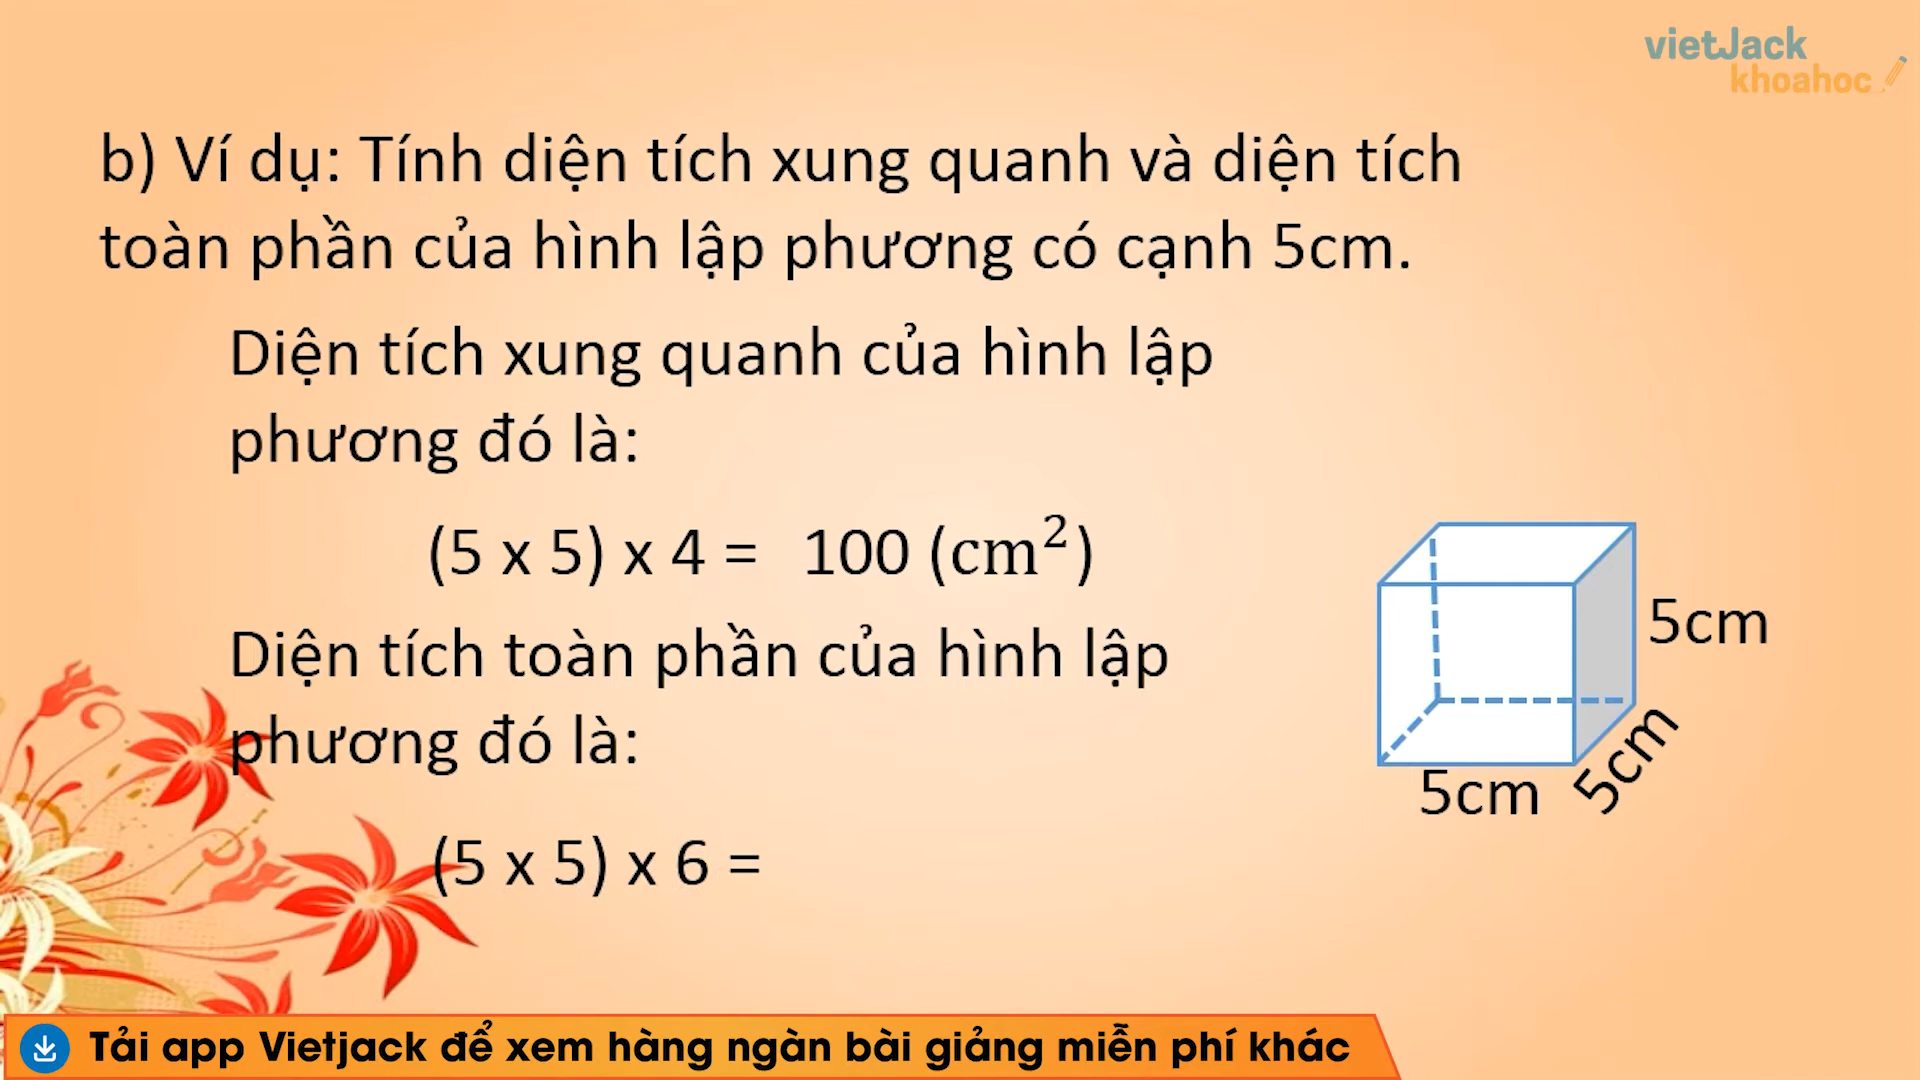 vietJack
khoahoc
b) Ví dụ: Tính diện tích xung quanh và diện tích
toàn phần của hình lập phương có cạnh 5cm.
Diện tích xung quanh của hình lập
phương đó là:
(5 x 5) x 4 = 100 (cm²)
Diện tích toàn phần của hình lập
phương đó là:
(5 x 5) x 6 =
5cm
5cm
5cm
Tải app Vietjack để xem hàng ngàn bài giảng miễn phí khác